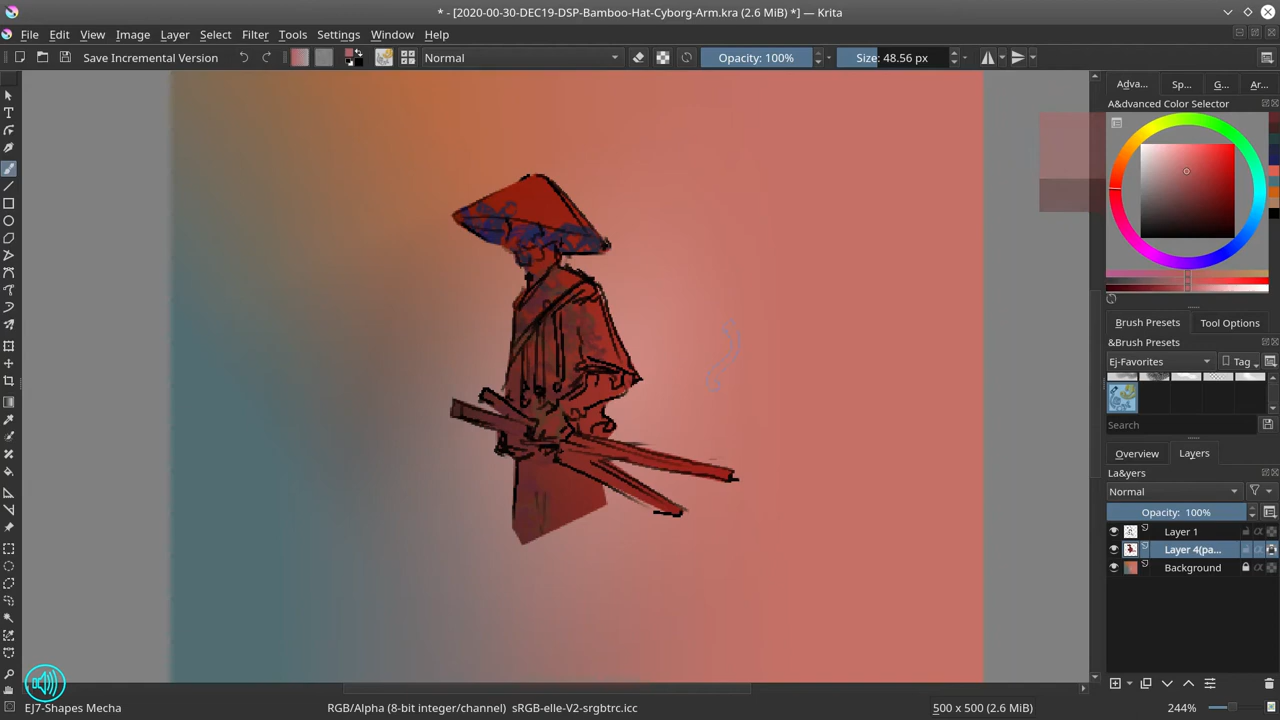 * - [2020-00-30-DEC19-DSP-Bamboo-Hat-Cyborg-Arm.kra (2.6 MiB) *] — Krita
File Edit View Image Layer Select Filter Tools Settings Window Help
Save Incremental Version Normal Opacity: 100% Size: 48.56 px
Adva... Sp... G... Ar...
A&dvanced Color Selector
Brush Presets Tool Options
&Brush Presets
Ej-Favorites Tag
Search
Overview Layers
La&yers
Normal
Opacity: 100%
Layer 1
Layer 4(pa...
Background
EJ7-Shapes Mecha RGB/Alpha (8-bit integer/channel) sRGB-elle-V2-srgbtrc.icc 500 x 500 (2.6 MiB) 244%